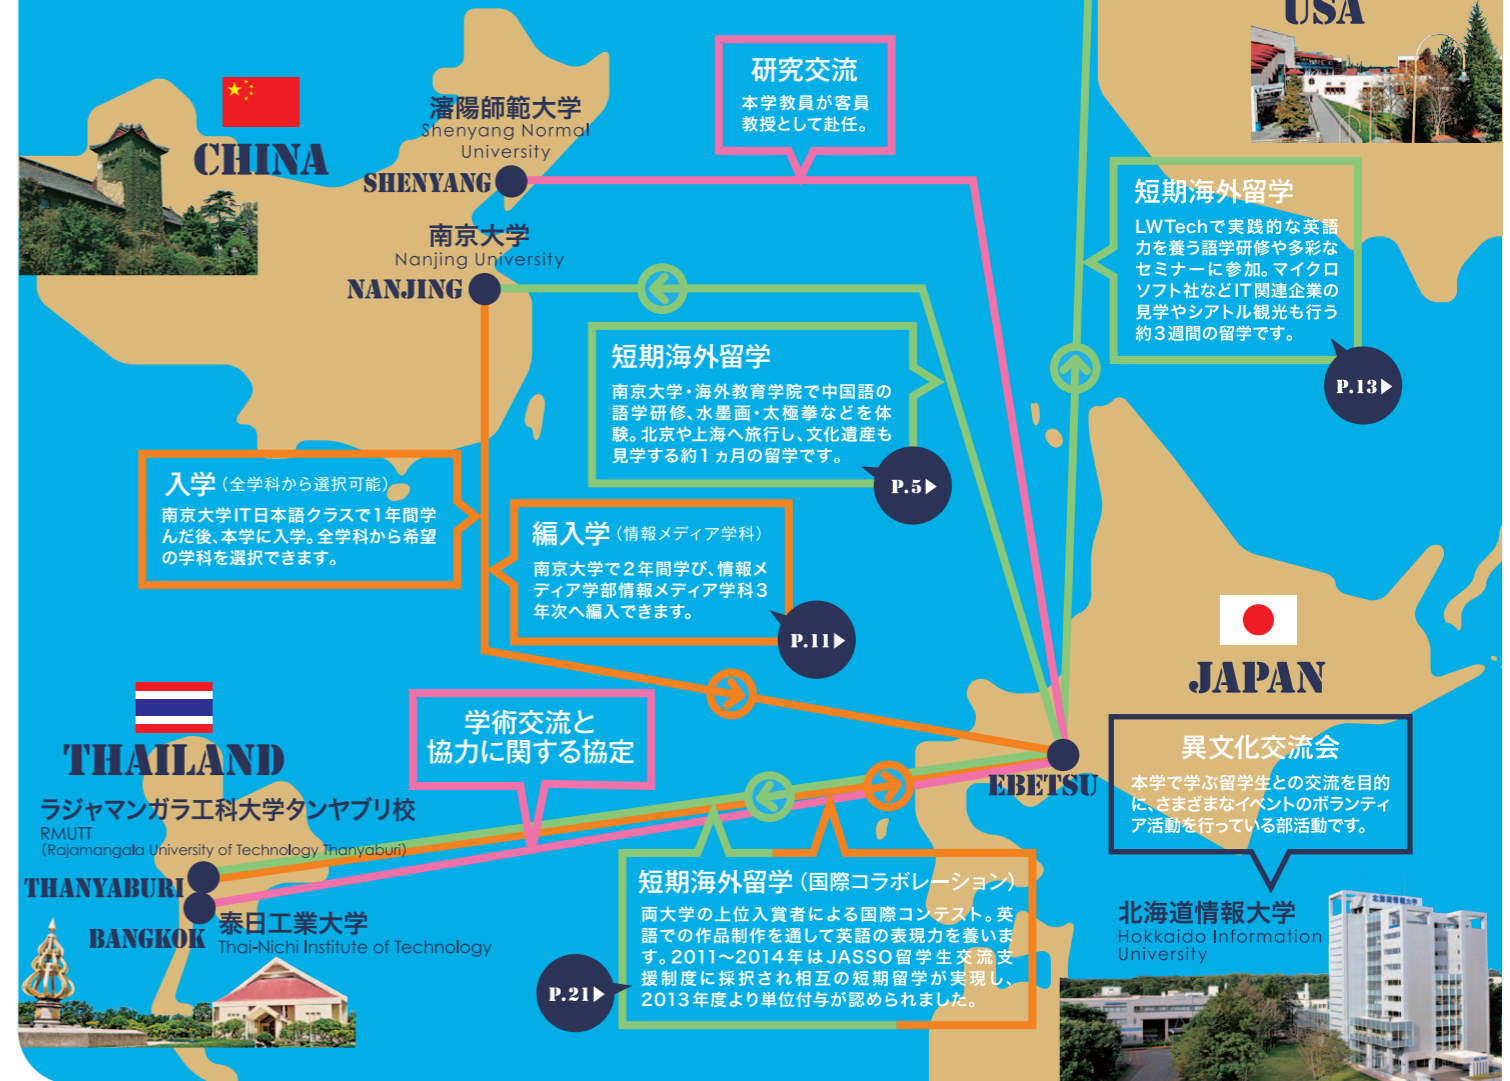 USA
CHINA
瀋陽師範大学
Shenyang Normal
University
SHENYANG
南京大学
Nanjing University
NANJING
研究交流
本学教員が客員
教授として赴任。
短期海外留学
LWTechで実践的な英語
力を養う語学研修や多彩な
セミナーに参加。マイクロ
ソフト社などIT関連企業の
見学やシアトル観光も行う
約3週間の留学です。
P.13▶
短期海外留学
南京大学・海外教育学院で中国語の
語学研修、水墨画・太極拳などを体
験。北京や上海へ旅行し、文化遺産も
見学する約1ヵ月の留学です。
P.5▶
入学（全学科から選択可能）
南京大学IT日本語クラスで1年間学
んだ後、本学に入学。全学科から希望
の学科を選択できます。
編入学（情報メディア学科）
南京大学で2年間学び、情報メ
ディア学部情報メディア学科3
年次へ編入できます。
P.11▶
JAPAN
THAILAND
ラジャマンガラ工科大学タンヤブリ校
RMUTT
(Rajamangala University of Technology Thanyaburi)
THANYABURI
BANGKOK
泰日工業大学
Thai-Nichi Institute of Technology
学術交流と
協力に関する協定
EBETSU
異文化交流会
本学で学ぶ留学生との交流を目的
に、さまざまなイベントのボランティ
ア活動を行っている部活動です。
短期海外留学（国際コラボレーション）
両大学の上位入賞者による国際コンテスト。英
語での作品制作を通して英語の表現力を養いま
す。2011～2014年はJASSO留学生交流支
援制度に採択され相互の短期留学が実現し、
2013年度より単位付与が認められました。
P.21▶
北海道情報大学
Hokkaido Information
University
北海道情報大学